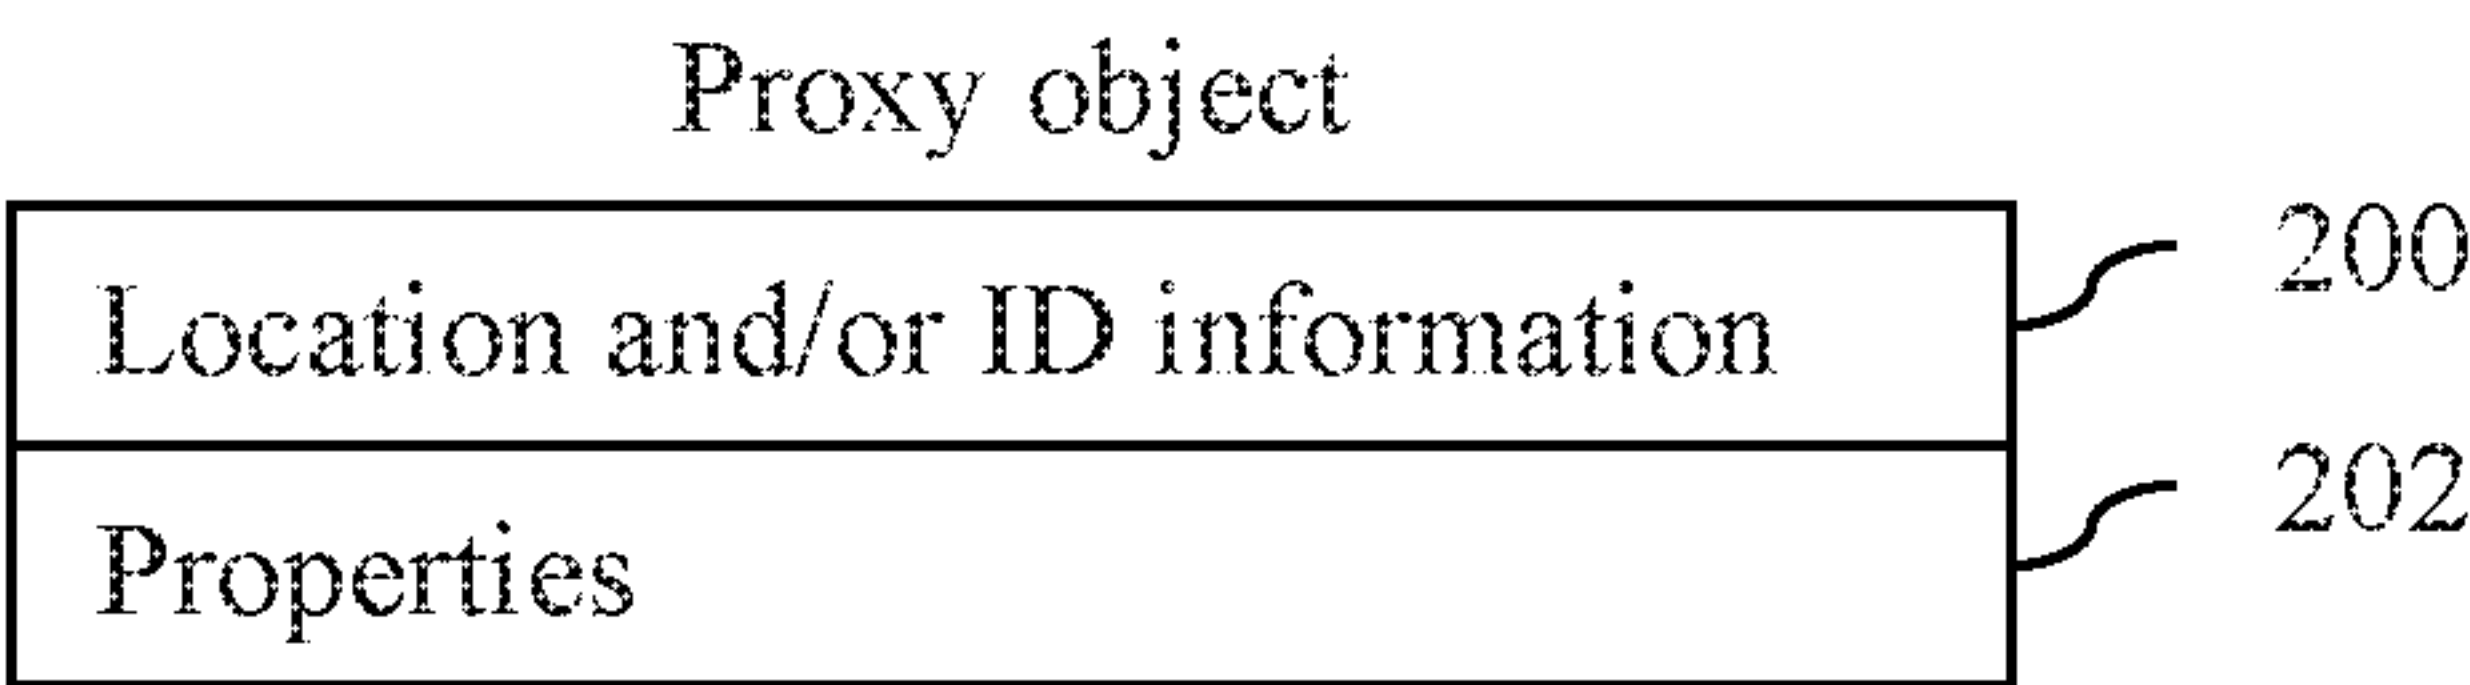 Proxy object
Location and/or ID information 200
Properties 202